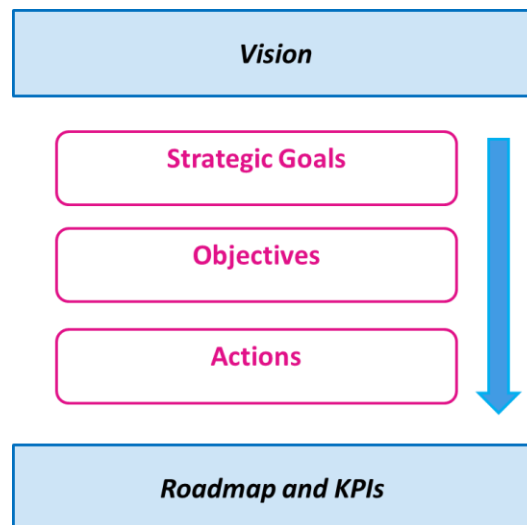 Vision
Strategic Goals
Objectives
Actions
Roadmap and KPIs